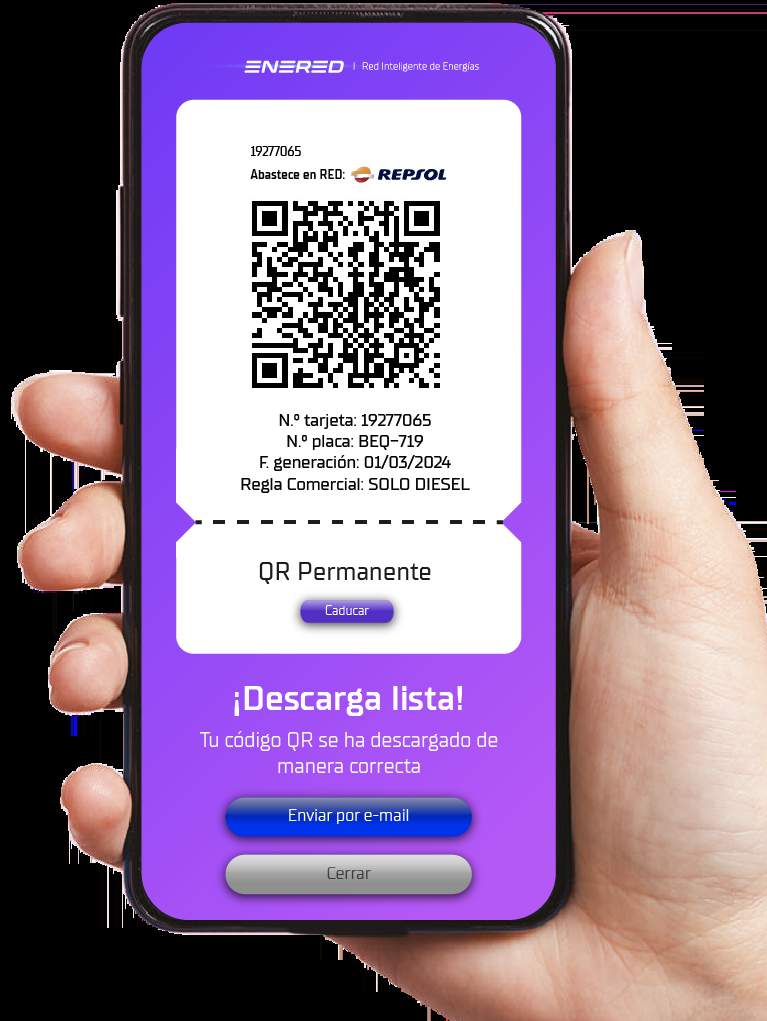 ENERED | Red Inteligente de Energías
19277065
Abastece en RED: REPSOL
N.º tarjeta: 19277065
N.º placa: BEQ-719
F. generación: 01/03/2024
Regla Comercial: SOLO DIESEL
QR Permanente
Caducar
¡Descarga lista!
Tu código QR se ha descargado de
manera correcta
Enviar por e-mail
Cerrar